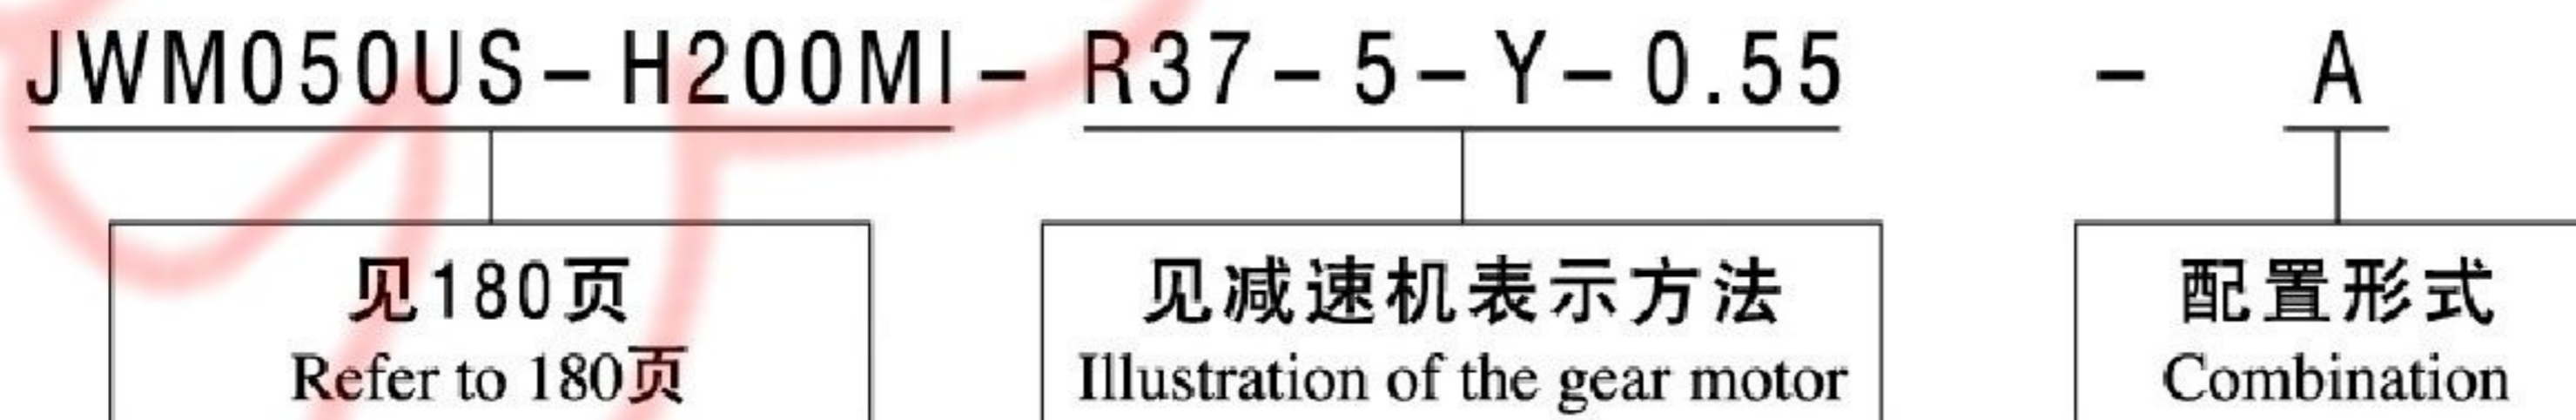 JWM050US-H200MI-R37-5-Y-0.55 - A
见180页
Refer to 180页
见减速机表示方法
Illustration of the gear motor
配置形式
Combination